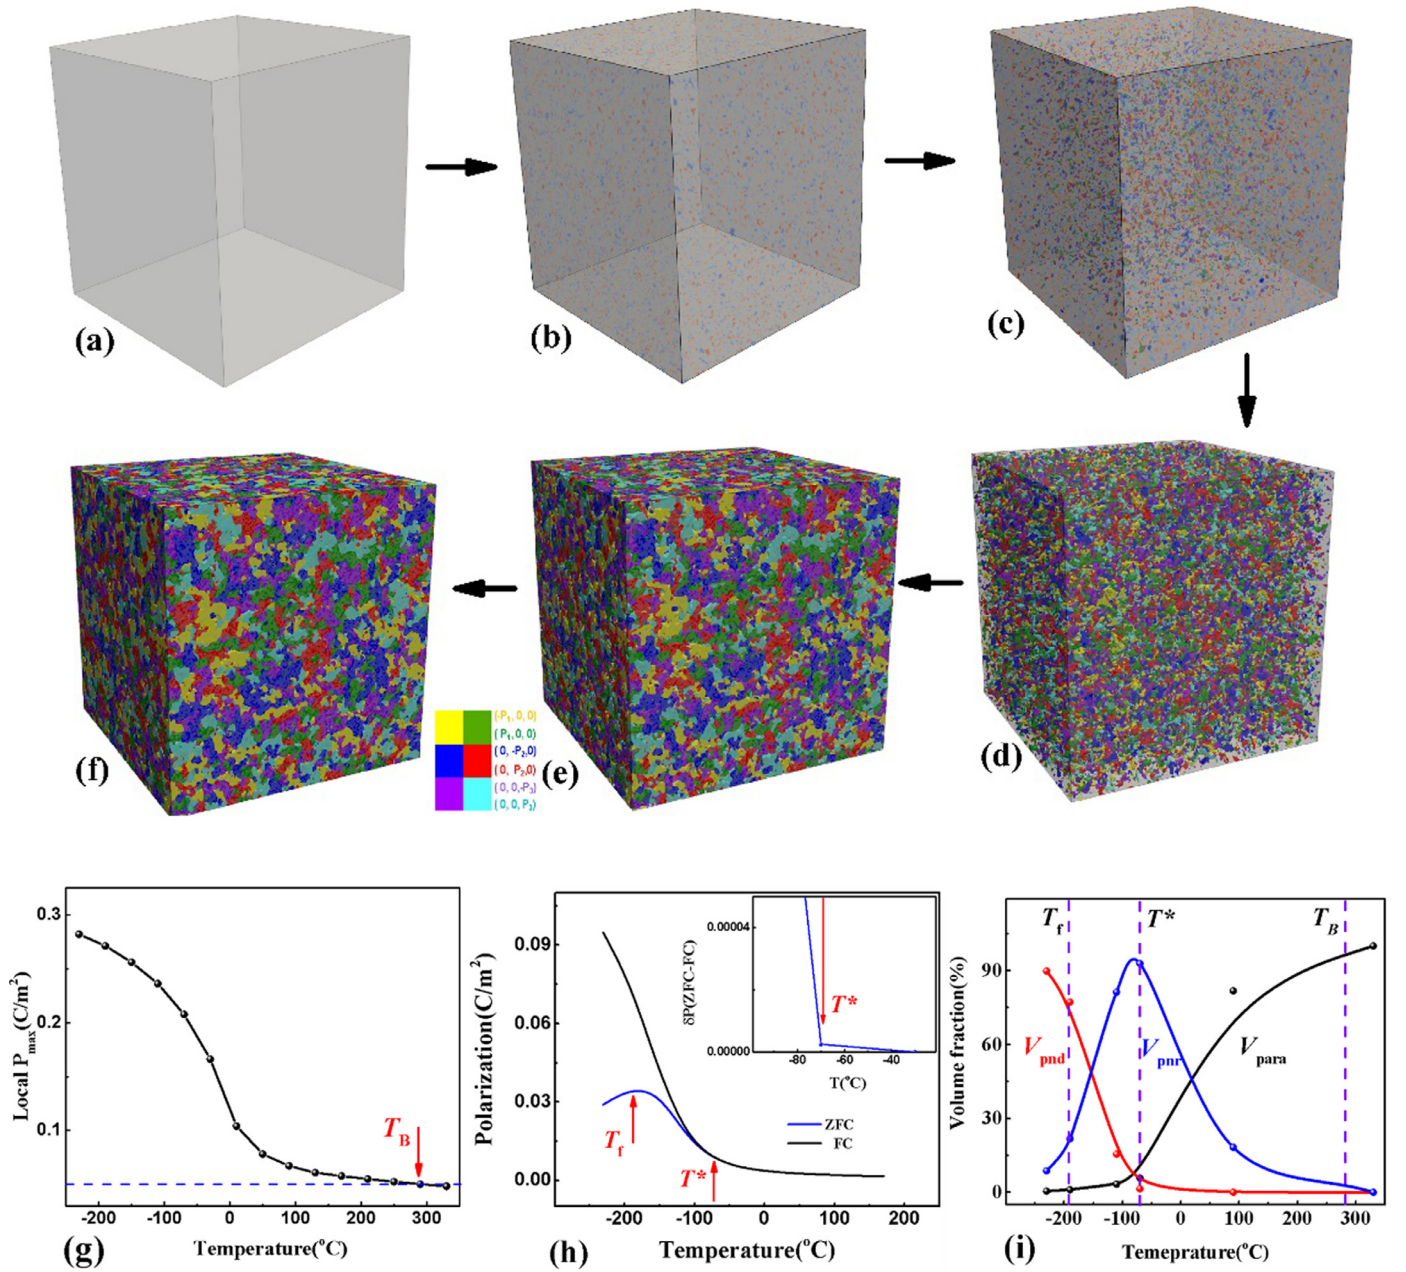 (a)
(b)
(c)
(f)
(-P₁, 0, 0)
( P₁, 0, 0)
( 0, -P₂,0)
( 0, P₂,0)
( 0, 0,-P₃)
( 0, 0, P₃)
(e)
(d)
0.3
0.2
0.1
Local Pmax(C/m²)
TB
-200 -100 0 100 200 300
Temperature(°C)
(g)
0.09
0.06
0.03
0.00
Polarization(C/m²)
0.00004
0.00000
δP(ZFC-FC)
T*
-80 -60 -40
T(°C)
ZFC
FC
Tf
T*
-200 -100 0 100 200
Temperature(°C)
(h)
90
60
30
0
Volume fraction(%)
Tf T* TB
Vpnd Vpnr Vpara
-200 -100 0 100 200 300
Temeprature(°C)
(i)